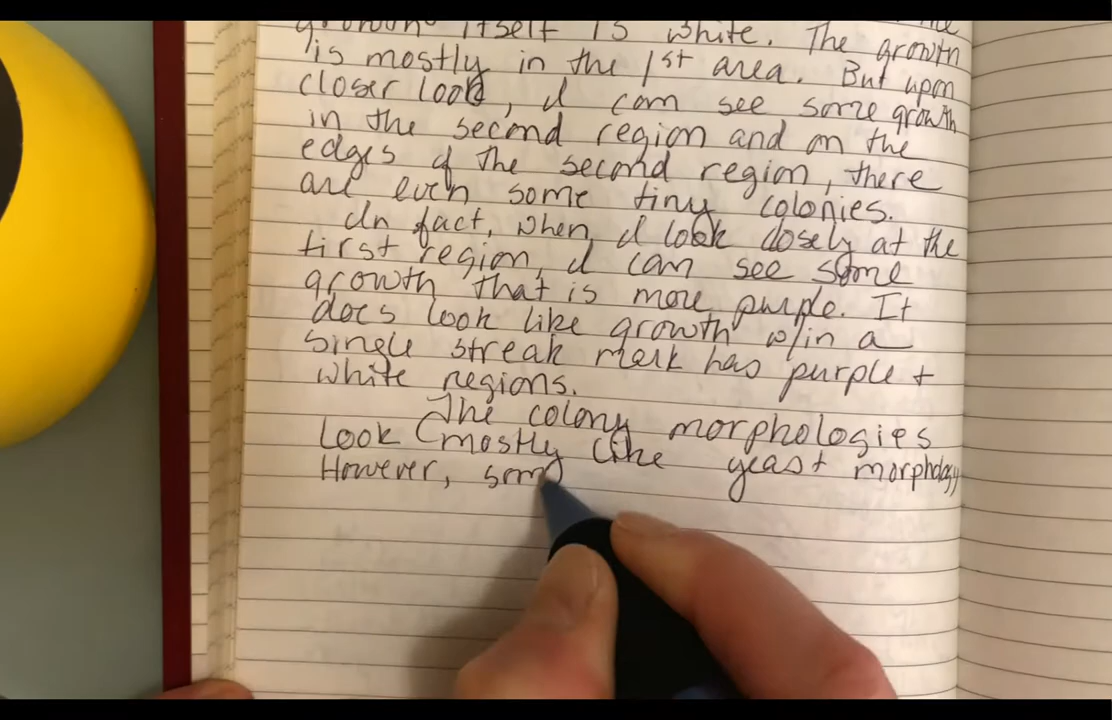 growth itself is white. The growth
is mostly in the 1st area. But upon
closer look, I can see some growth
in the second region and on the
edges of the second region, there
are even some tiny colonies.
In fact, when I look closely at the
first region, I can see some
growth that is more purple. It
does look like growth w/in a
single streak mark has purple +
white regions.
The colony morphologies
look (mostly like yeast morphology
However, som